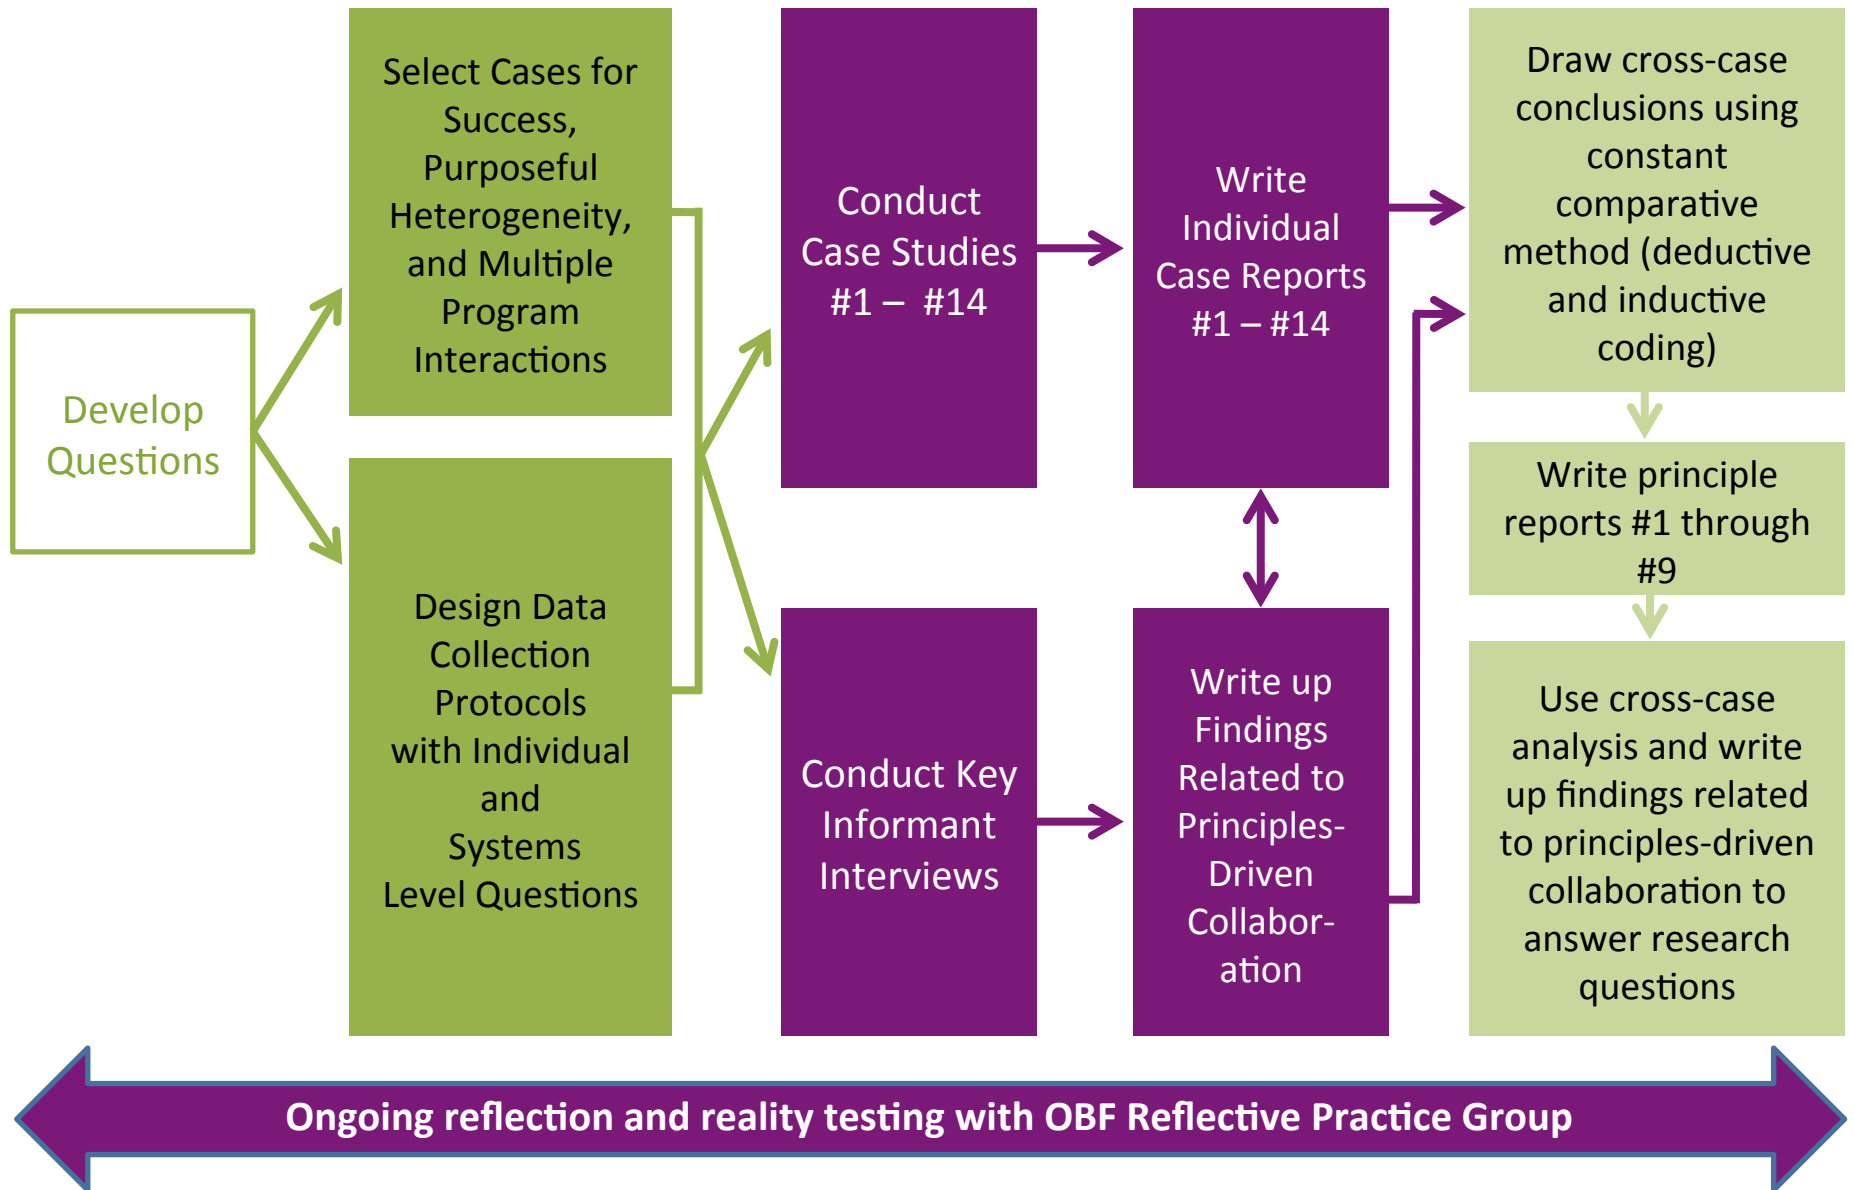 Develop
Questions
Select Cases for
Success,
Purposeful
Heterogeneity,
and Multiple
Program
Interactions
Design Data
Collection
Protocols
with Individual
and
Systems
Level Questions
Conduct
Case Studies
#1 – #14
Conduct Key
Informant
Interviews
Write
Individual
Case Reports
#1 – #14
Write up
Findings
Related to
Principles-
Driven
Collabor-
ation
Draw cross-case
conclusions using
constant
comparative
method (deductive
and inductive
coding)
Write principle
reports #1 through
#9
Use cross-case
analysis and write
up findings related
to principles-driven
collaboration to
answer research
questions
Ongoing reflection and reality testing with OBF Reflective Practice Group